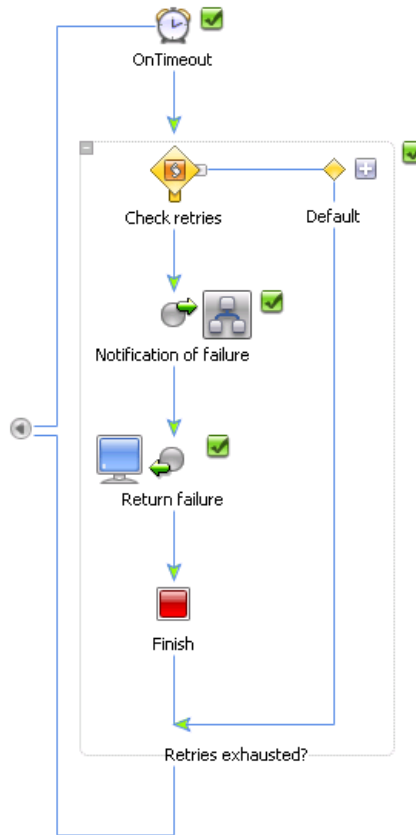 OnTimeout
Check retries
Default
Notification of failure
Return failure
Finish
Retries exhausted?